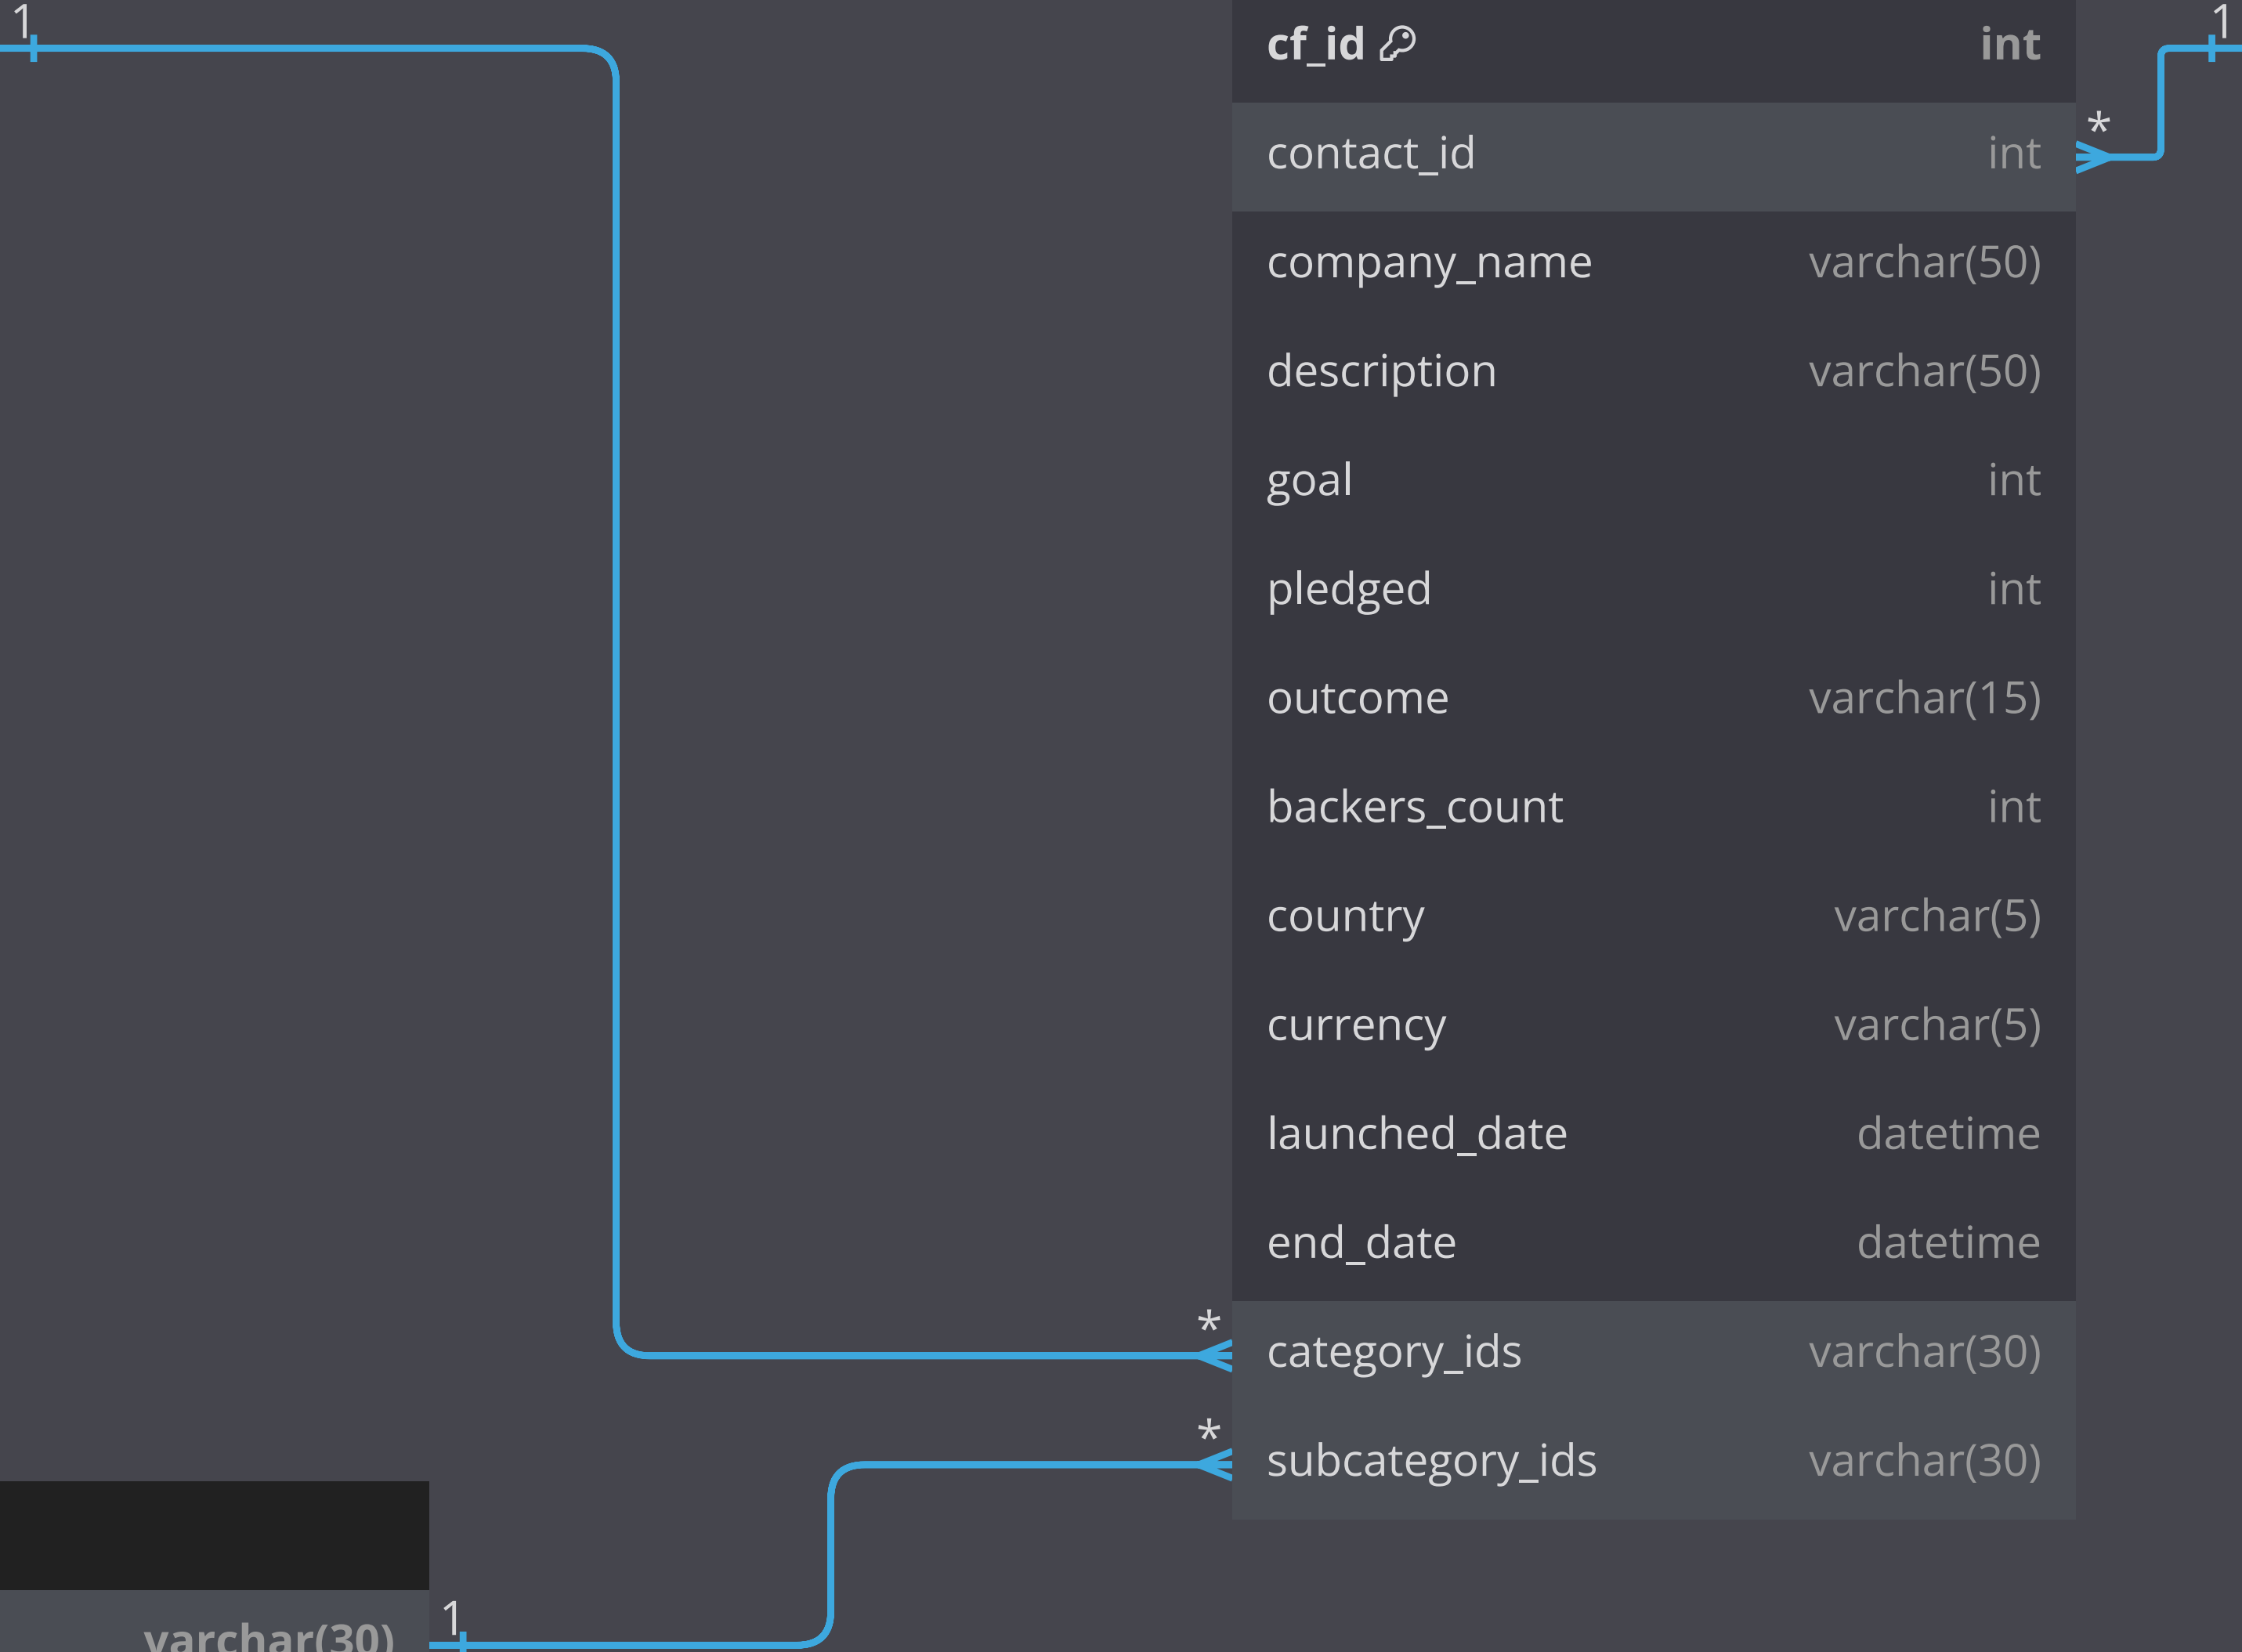 1
1
cf_id int
*
contact_id int
company_name varchar(50)
description varchar(50)
goal int
pledged int
outcome varchar(15)
backers_count int
country varchar(5)
currency varchar(5)
launched_date datetime
end_date datetime
*
category_ids varchar(30)
*
subcategory_ids varchar(30)
1
varchar(30)